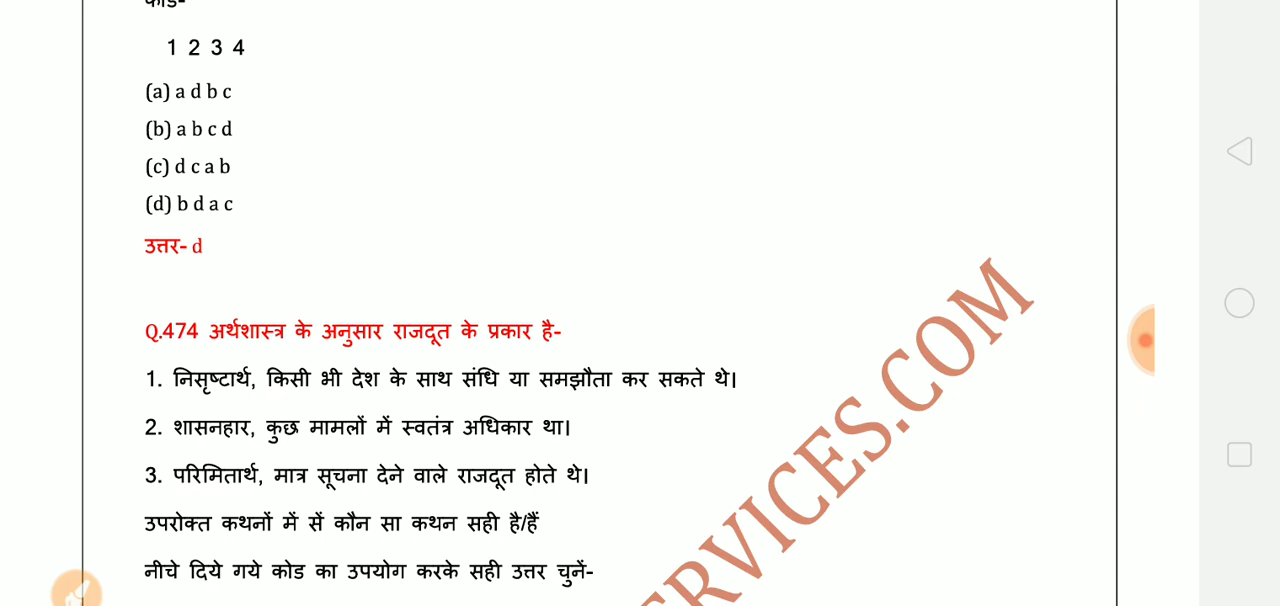 कोड-
1 2 3 4
(a) a d b c
(b) a b c d
(c) d c a b
(d) b d a c
उत्तर- d
Q.474 अर्थशास्त्र के अनुसार राजदूत के प्रकार है-
1. निसृष्टार्थ, किसी भी देश के साथ संधि या समझौता कर सकते थे।
2. शासनहार, कुछ मामलों में स्वतंत्र अधिकार था।
3. परिमितार्थ, मात्र सूचना देने वाले राजदूत होते थे।
उपरोक्त कथनों में सें कौन सा कथन सही है/हैं
नीचे दिये गये कोड का उपयोग करके सही उत्तर चुनें-
ERVICES.COM